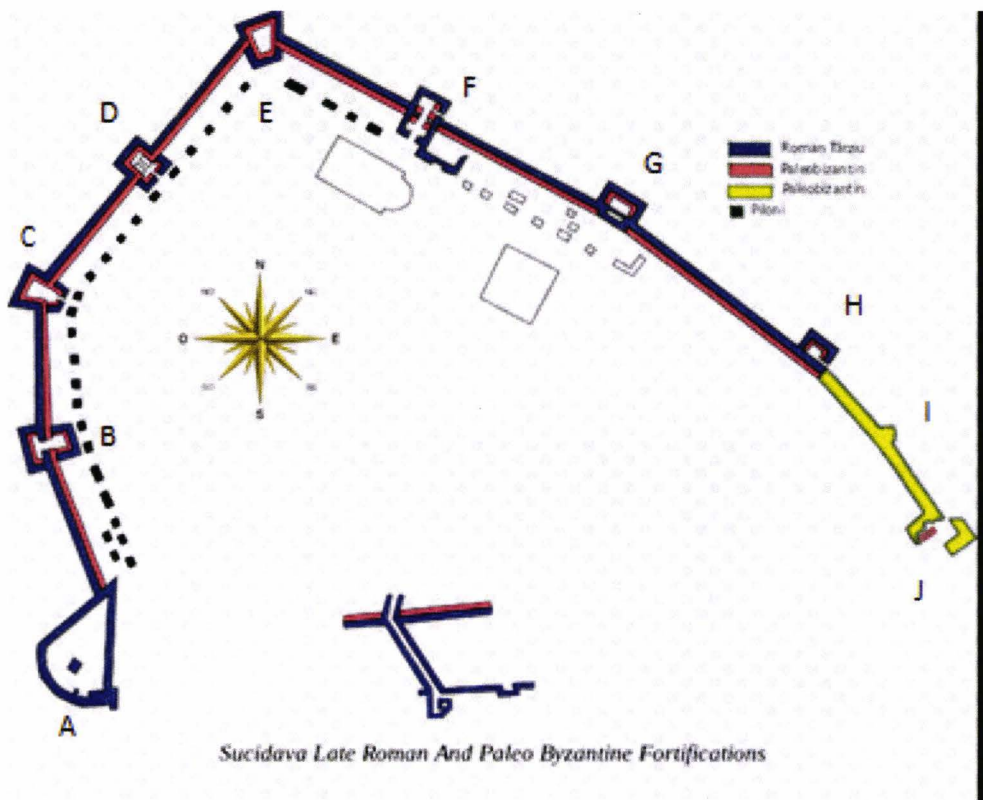 F
D
E
G
Roman Târziu
Paleobizantin
Paleobizantin
Piloni
C
N
H
O
E
S
I
B
J
A
Sucidava Late Roman And Paleo Byzantine Fortifications